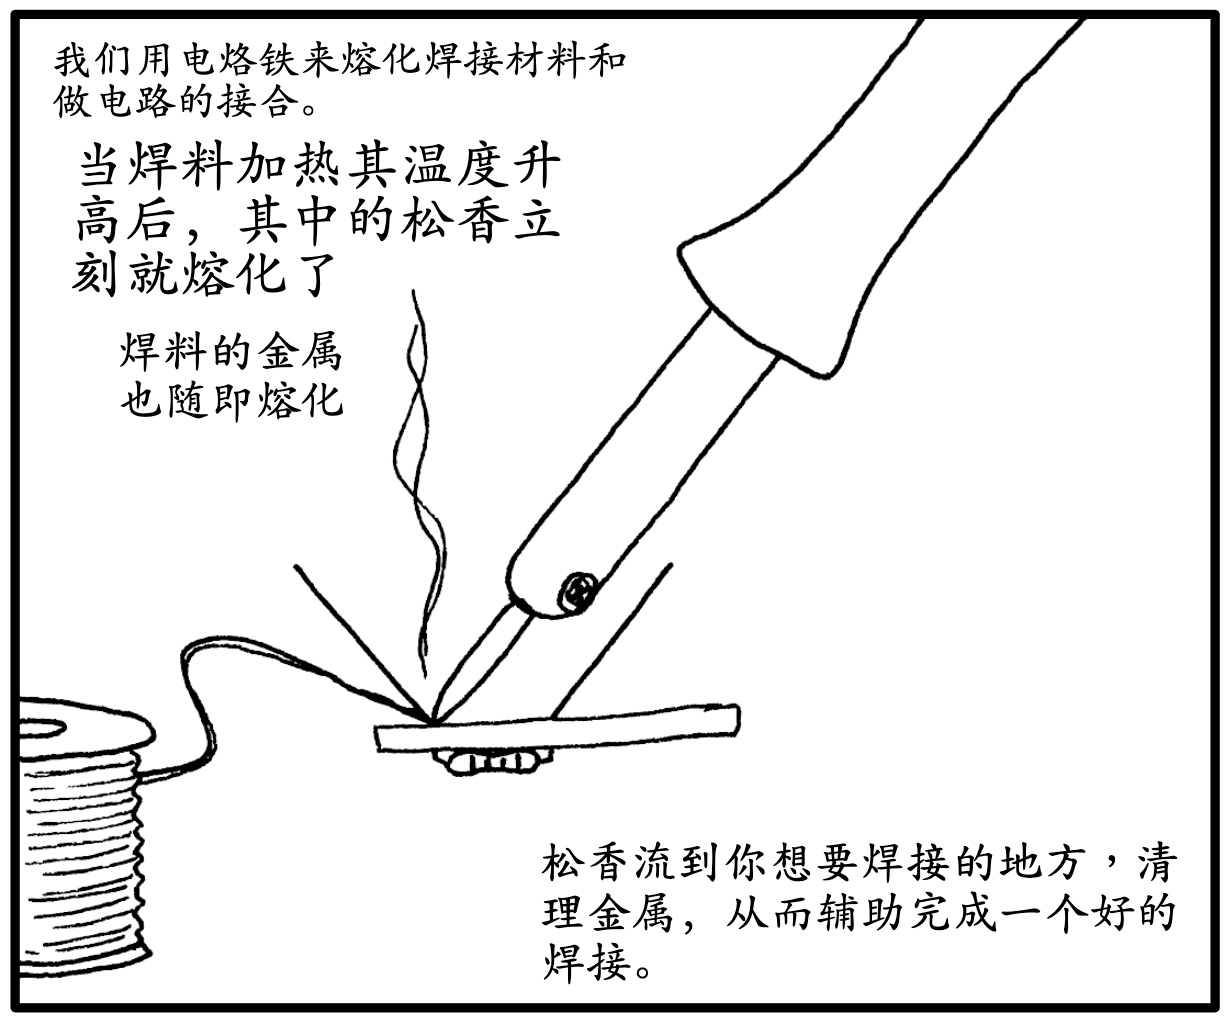 我们用电烙铁来熔化焊接材料和
做电路的接合。
当焊料加热其温度升
高后，其中的松香立
刻就熔化了
焊料的金属
也随即熔化
松香流到你想要焊接的地方，清
理金属，从而辅助完成一个好的
焊接。